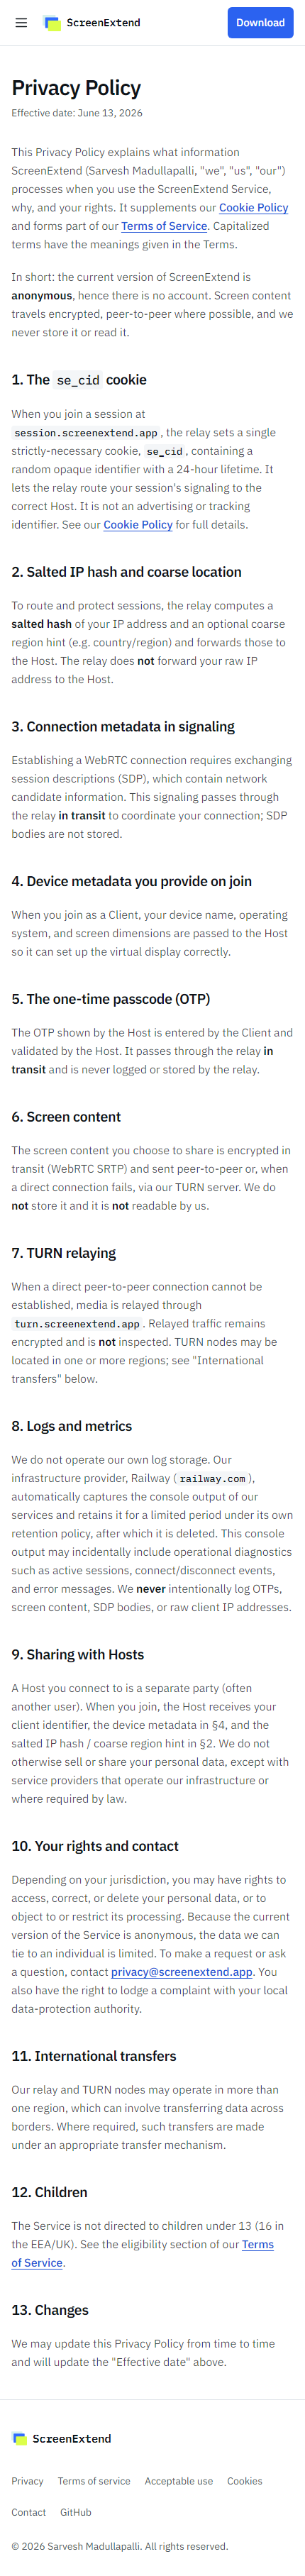 ScreenExtend
Download
Privacy Policy
Effective date: June 13, 2026
This Privacy Policy explains what information
ScreenExtend (Sarvesh Madullapalli, "we", "us", "our")
processes when you use the ScreenExtend Service,
why, and your rights. It supplements our Cookie Policy
and forms part of our Terms of Service. Capitalized
terms have the meanings given in the Terms.
In short: the current version of ScreenExtend is
anonymous, hence there is no account. Screen content
travels encrypted, peer-to-peer where possible, and we
never store it or read it.
1. The se_cid cookie
When you join a session at
session.screenextend.app, the relay sets a single
strictly-necessary cookie, se_cid, containing a
random opaque identifier with a 24-hour lifetime. It
lets the relay route your session's signaling to the
correct Host. It is not an advertising or tracking
identifier. See our Cookie Policy for full details.
2. Salted IP hash and coarse location
To route and protect sessions, the relay computes a
salted hash of your IP address and an optional coarse
region hint (e.g. country/region) and forwards those to
the Host. The relay does not forward your raw IP
address to the Host.
3. Connection metadata in signaling
Establishing a WebRTC connection requires exchanging
session descriptions (SDP), which contain network
candidate information. This signaling passes through
the relay in transit to coordinate your connection; SDP
bodies are not stored.
4. Device metadata you provide on join
When you join as a Client, your device name, operating
system, and screen dimensions are passed to the Host
so it can set up the virtual display correctly.
5. The one-time passcode (OTP)
The OTP shown by the Host is entered by the Client and
validated by the Host. It passes through the relay in
transit and is never logged or stored by the relay.
6. Screen content
The screen content you choose to share is encrypted in
transit (WebRTC SRTP) and sent peer-to-peer or, when
a direct connection fails, via our TURN server. We do
not store it and it is not readable by us.
7. TURN relaying
When a direct peer-to-peer connection cannot be
established, media is relayed through
turn.screenextend.app. Relayed traffic remains
encrypted and is not inspected. TURN nodes may be
located in one or more regions; see "International
transfers" below.
8. Logs and metrics
We do not operate our own log storage. Our
infrastructure provider, Railway (railway.com),
automatically captures the console output of our
services and retains it for a limited period under its own
retention policy, after which it is deleted. This console
output may incidentally include operational diagnostics
such as active sessions, connect/disconnect events,
and error messages. We never intentionally log OTPs,
screen content, SDP bodies, or raw client IP addresses.
9. Sharing with Hosts
A Host you connect to is a separate party (often
another user). When you join, the Host receives your
client identifier, the device metadata in §4, and the
salted IP hash / coarse region hint in §2. We do not
otherwise sell or share your personal data, except with
service providers that operate our infrastructure or
where required by law.
10. Your rights and contact
Depending on your jurisdiction, you may have rights to
access, correct, or delete your personal data, or to
object to or restrict its processing. Because the current
version of the Service is anonymous, the data we can
tie to an individual is limited. To make a request or ask
a question, contact privacy@screenextend.app. You
also have the right to lodge a complaint with your local
data-protection authority.
11. International transfers
Our relay and TURN nodes may operate in more than
one region, which can involve transferring data across
borders. Where required, such transfers are made
under an appropriate transfer mechanism.
12. Children
The Service is not directed to children under 13 (16 in
the EEA/UK). See the eligibility section of our Terms
of Service.
13. Changes
We may update this Privacy Policy from time to time
and will update the "Effective date" above.
ScreenExtend
Privacy Terms of service Acceptable use Cookies
Contact GitHub
© 2026 Sarvesh Madullapalli. All rights reserved.